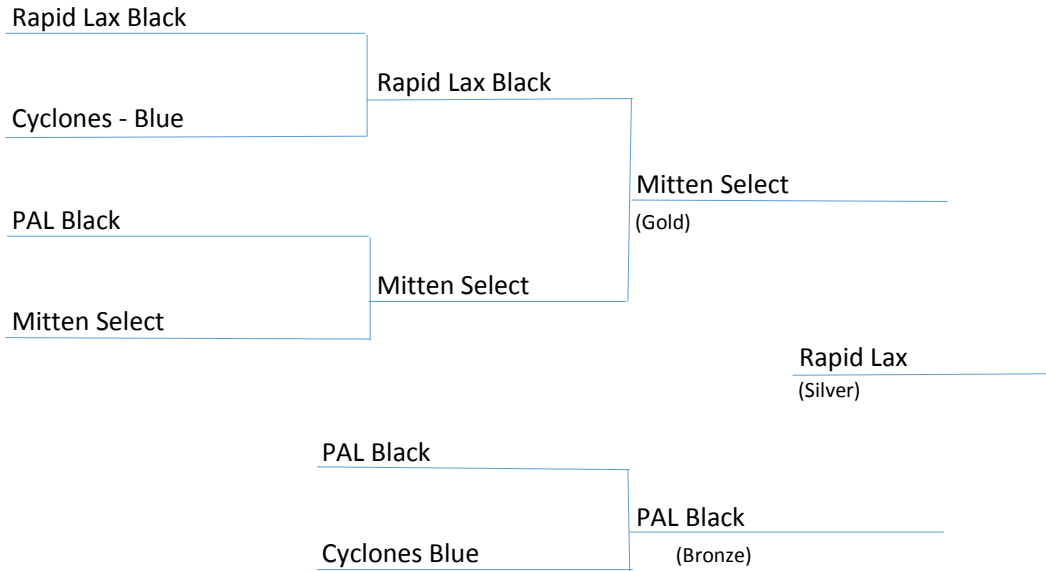 Rapid Lax Black
Rapid Lax Black
Cyclones - Blue
Mitten Select
(Gold)
PAL Black
Mitten Select
Mitten Select
Rapid Lax
(Silver)
PAL Black
PAL Black
(Bronze)
Cyclones Blue